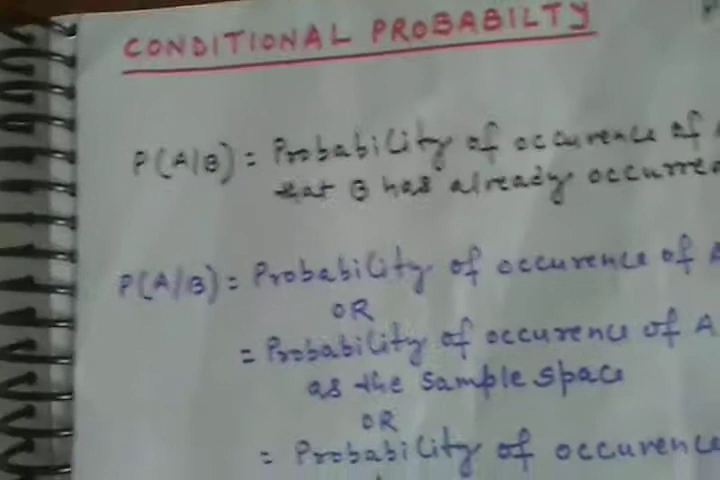 CONDITIONAL PROBABILTY
P(A/B) = Probability of occurence of A
that B has already occurred
P(A/B) = Probability of occurence of A
OR
= Probability of occurence of A
as the sample space
OR
= Probability of occurence